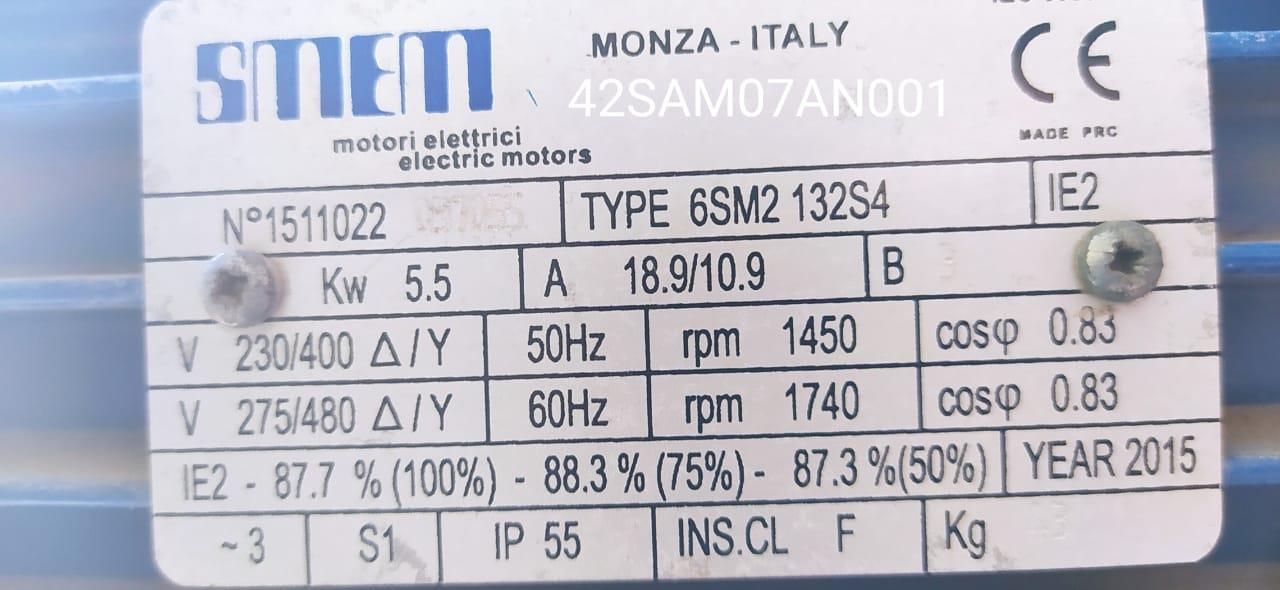 SMEM
MONZA - ITALY
CE
42SAM07AN001
motori elettrici
electric motors
MADE PRC
N°1511022 TYPE 6SM2 132S4 IE2
Kw 5.5 A 18.9/10.9 B 3
V 230/400 Δ/Y 50Hz rpm 1450 cosφ 0.83
V 275/480 Δ/Y 60Hz rpm 1740 cosφ 0.83
IE2 - 87.7 % (100%) - 88.3 % (75%) - 87.3 %(50%) YEAR 2015
~ 3 S1 IP 55 INS.CL F Kg